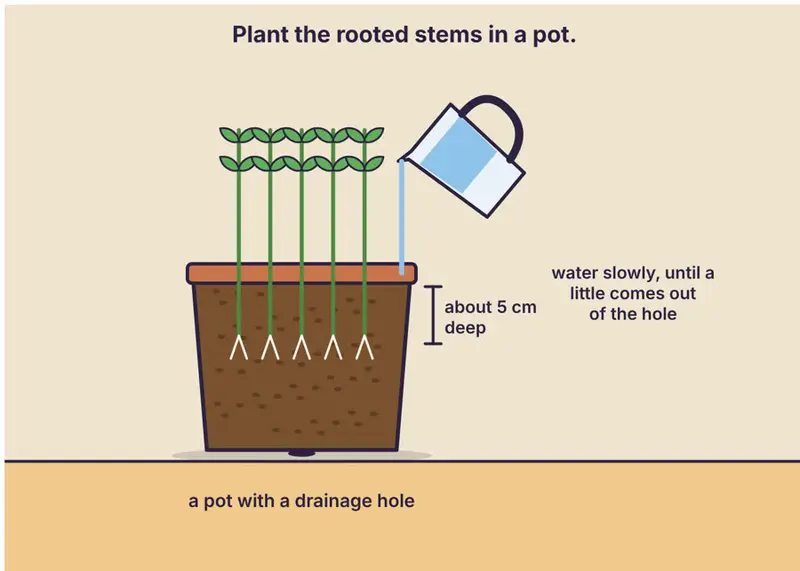 Plant the rooted stems in a pot.
water slowly, until a
little comes out
of the hole
about 5 cm
deep
a pot with a drainage hole